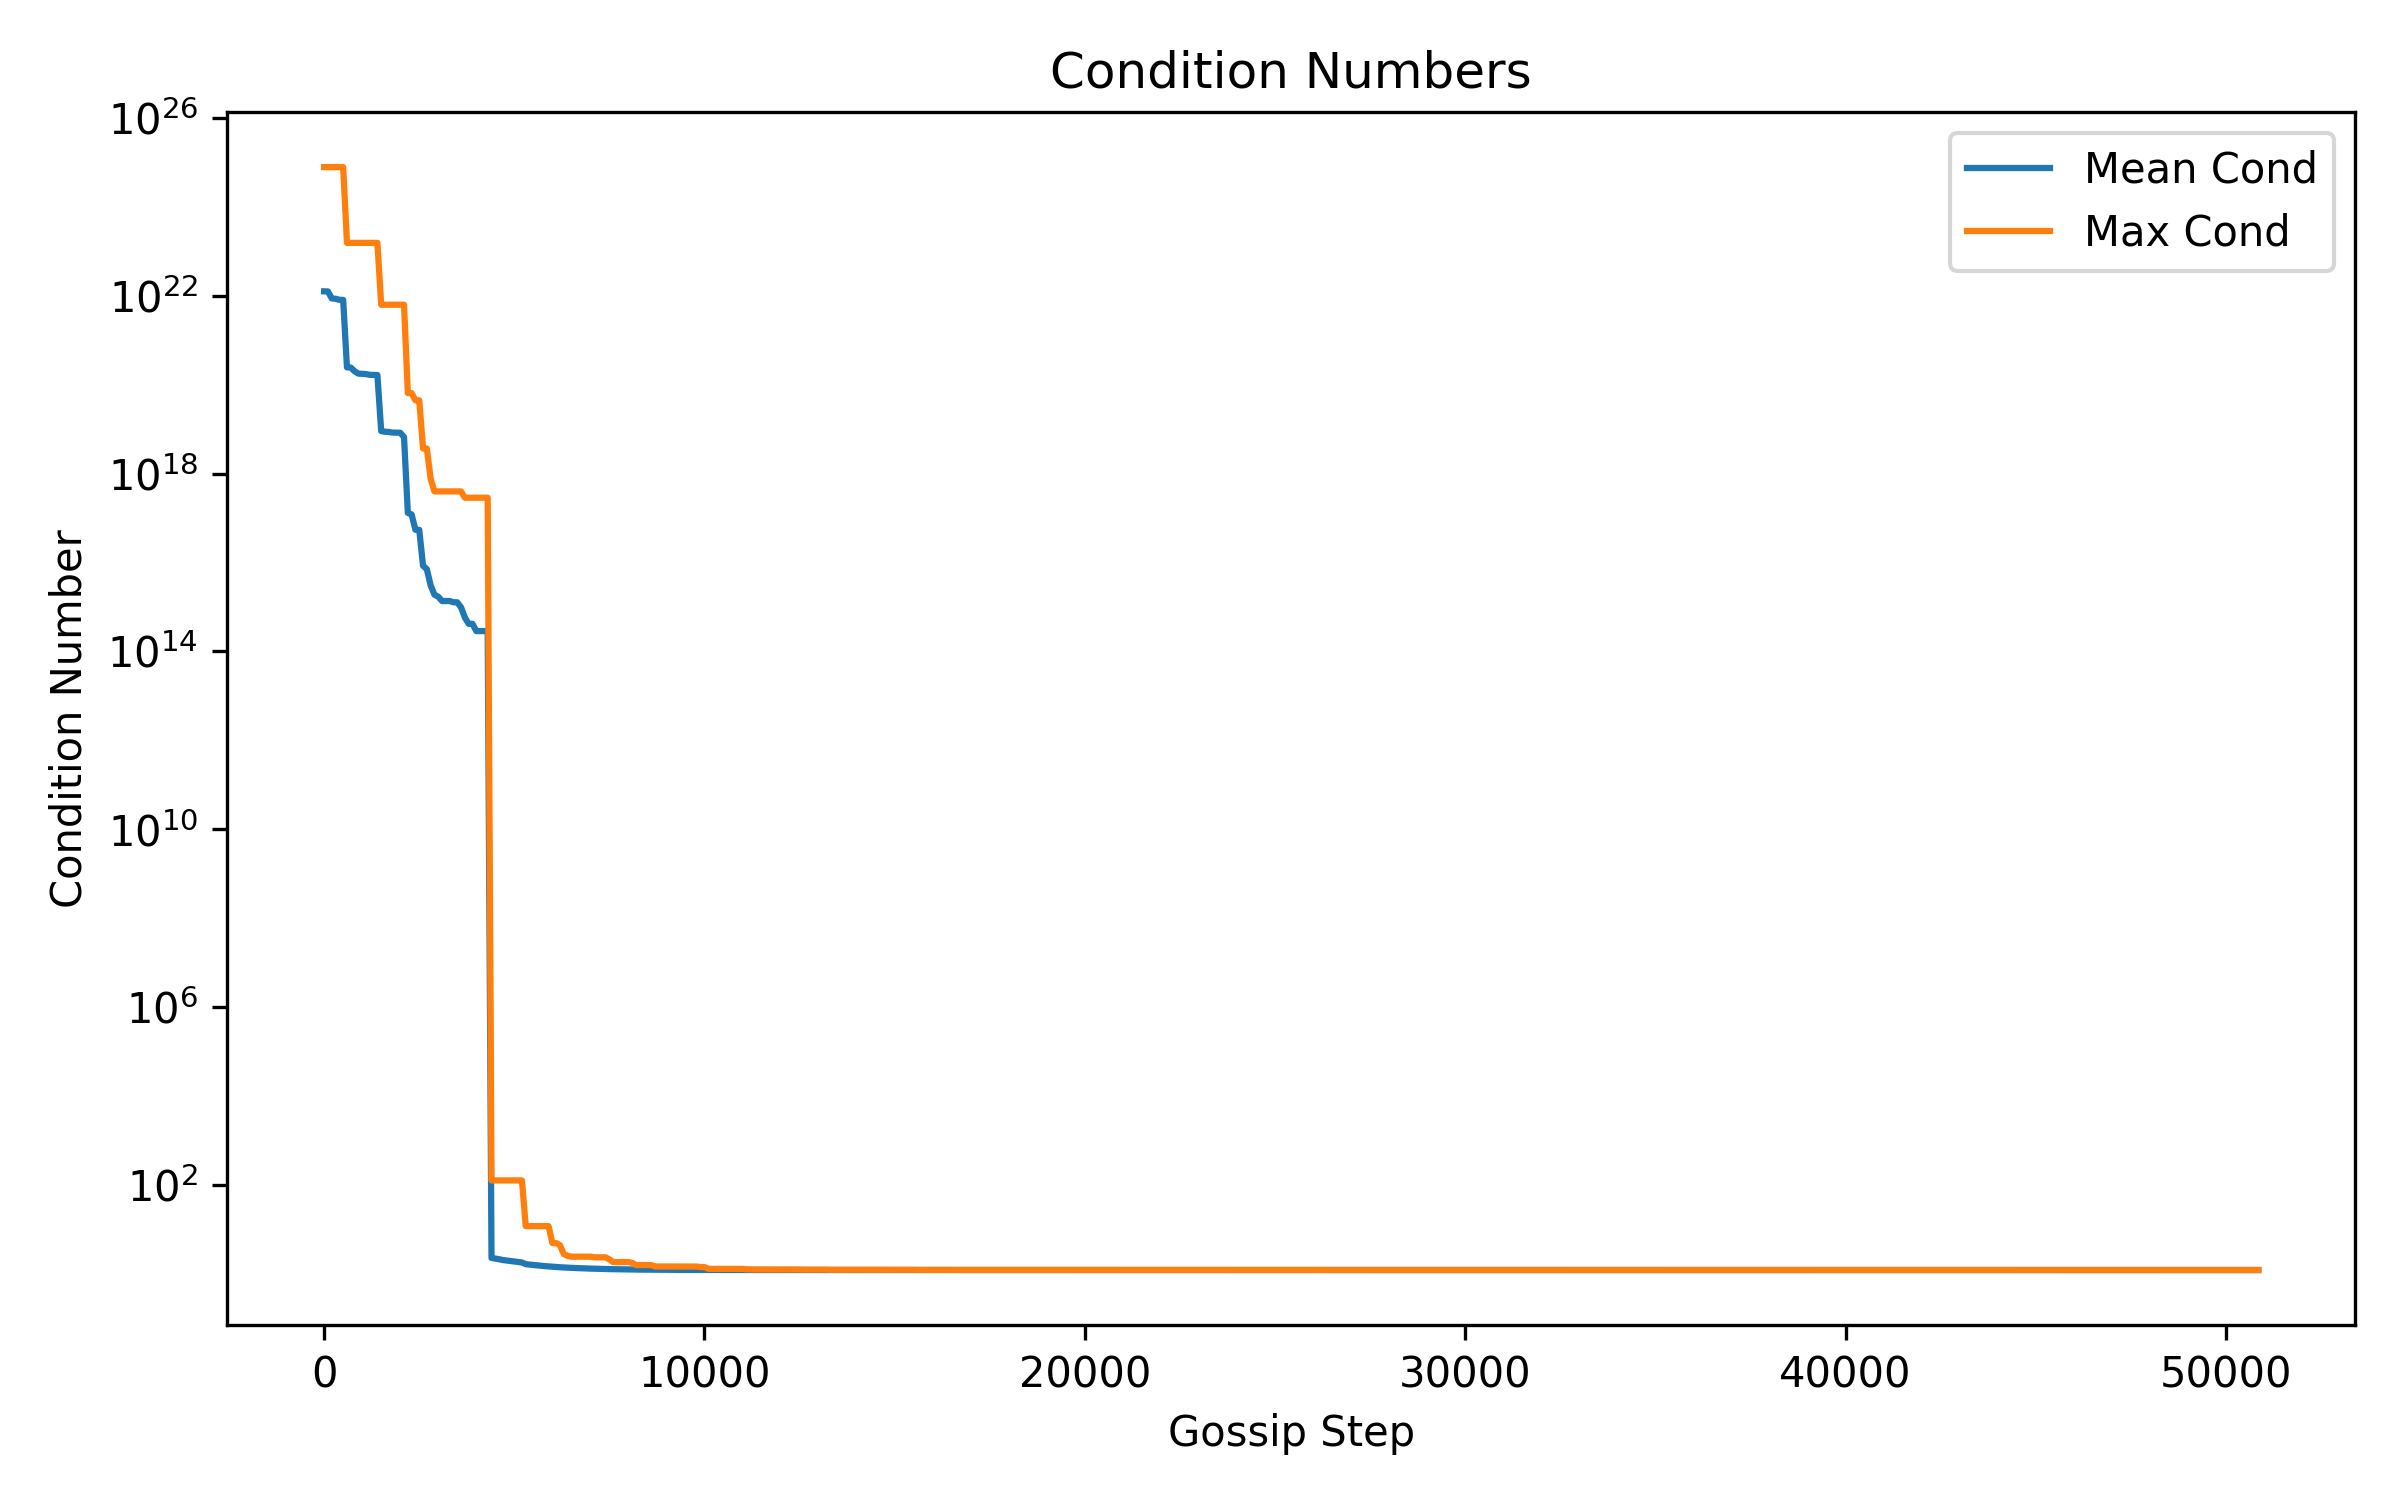 Condition Numbers
Mean Cond
Max Cond
Condition Number
10^26
10^22
10^18
10^14
10^10
10^6
10^2
0 10000 20000 30000 40000 50000
Gossip Step